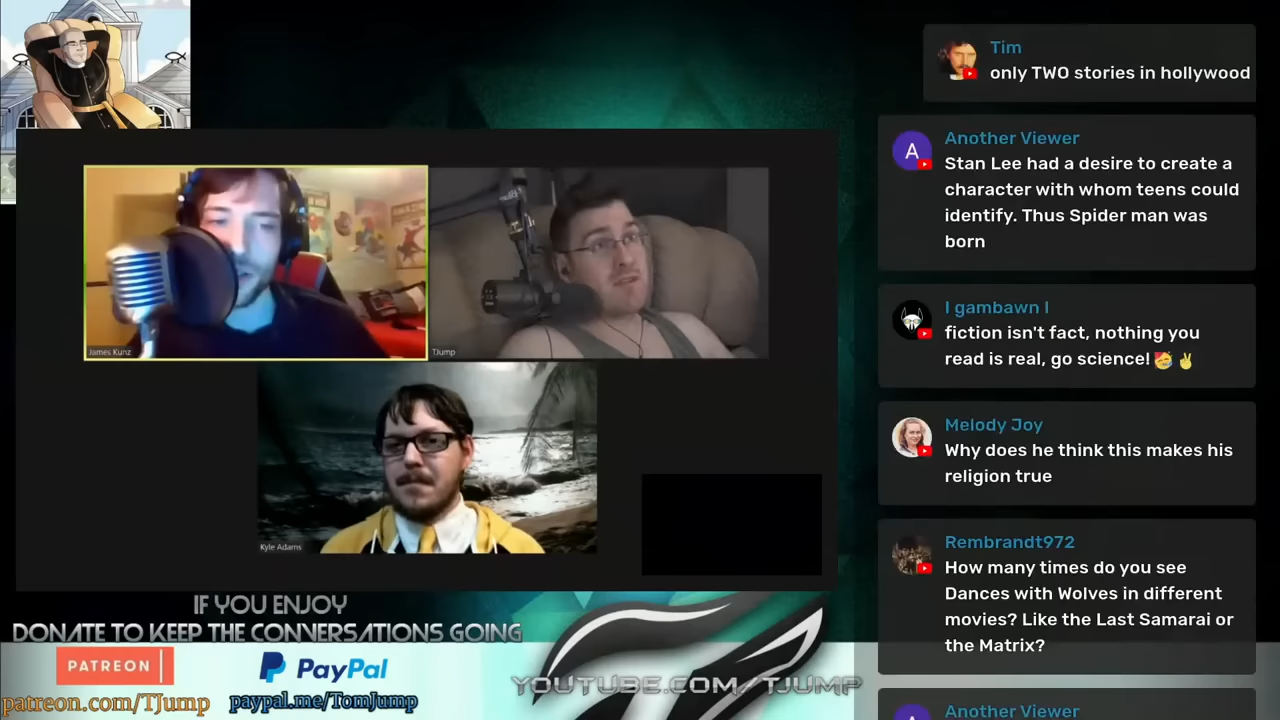 Tim
only TWO stories in hollywood
Another Viewer
Stan Lee had a desire to create a
character with whom teens could
identify. Thus Spider man was
born
I gambawn I
fiction isn't fact, nothing you
read is real, go science! 🥳✌
Melody Joy
Why does he think this makes his
religion true
Rembrandt972
How many times do you see
Dances with Wolves in different
movies? Like the Last Samarai or
the Matrix?
Another Viewer
A
A
James Kunz
TJump
Kyle Adams
IF YOU ENJOY
DONATE TO KEEP THE CONVERSATIONS GOING
PATREON
PayPal
patreon.com/TJump
paypal.me/TomJump
YOUTUBE.COM/TJUMP